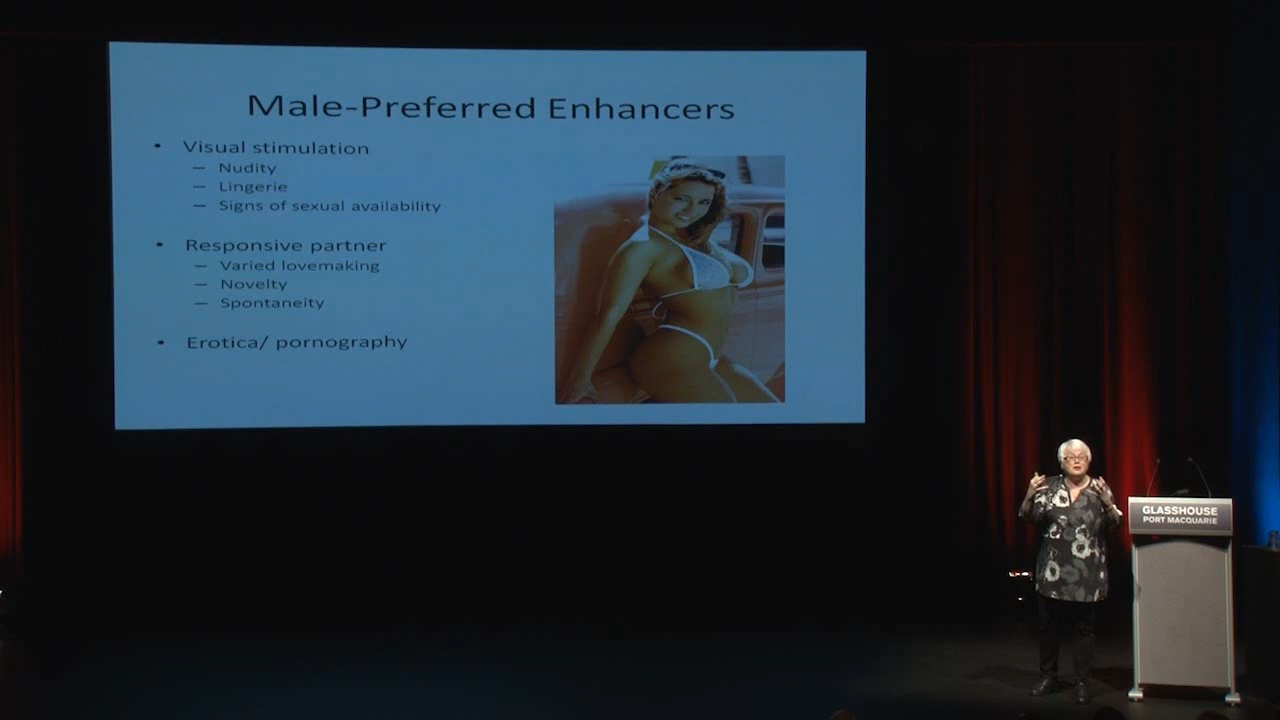 Male-Preferred Enhancers
• Visual stimulation
– Nudity
– Lingerie
– Signs of sexual availability
• Responsive partner
– Varied lovemaking
– Novelty
– Spontaneity
• Erotica/ pornography
GLASSHOUSE
PORT MACQUARIE